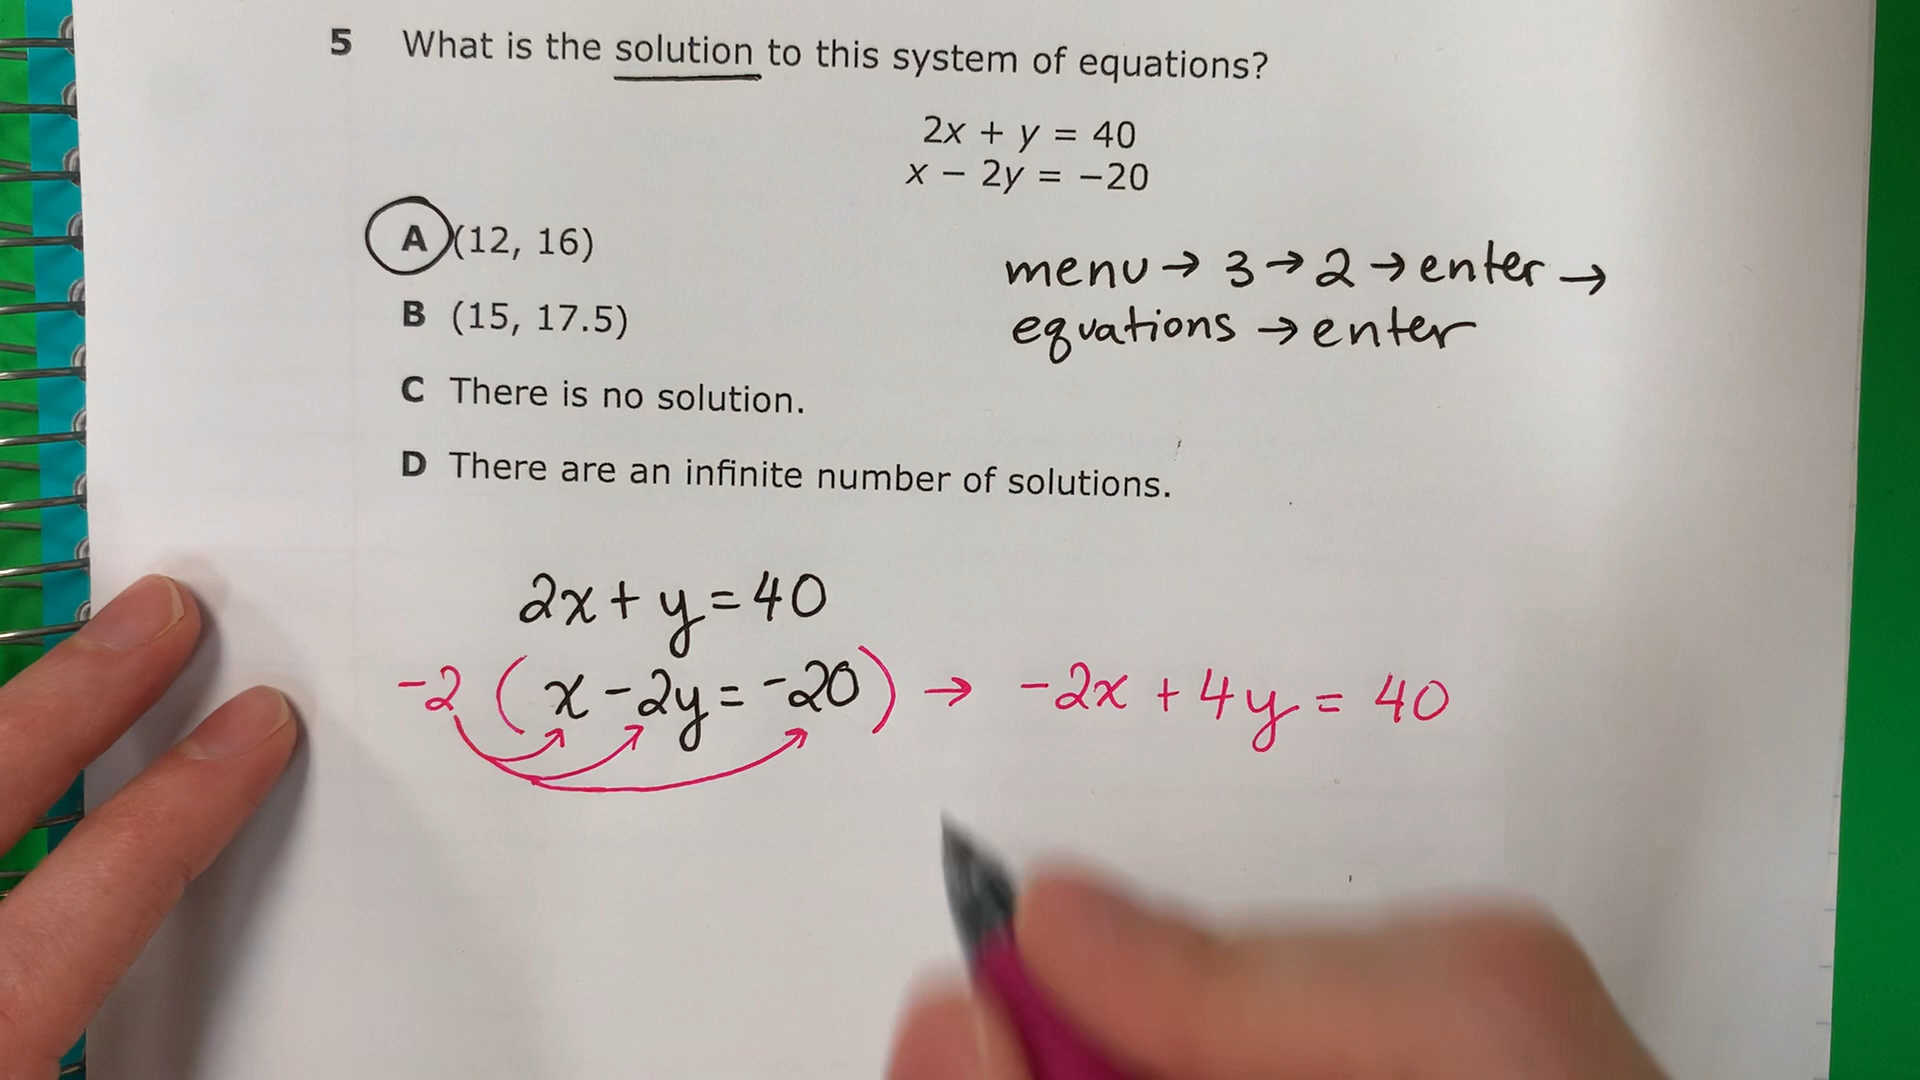 5 What is the solution to this system of equations?
2x + y = 40
x − 2y = −20
A (12, 16)
menu → 3 → 2 → enter →
B (15, 17.5)
equations → enter
C There is no solution.
D There are an infinite number of solutions.
2x + y = 40
-2 ( x - 2y = -20 ) → -2x + 4y = 40